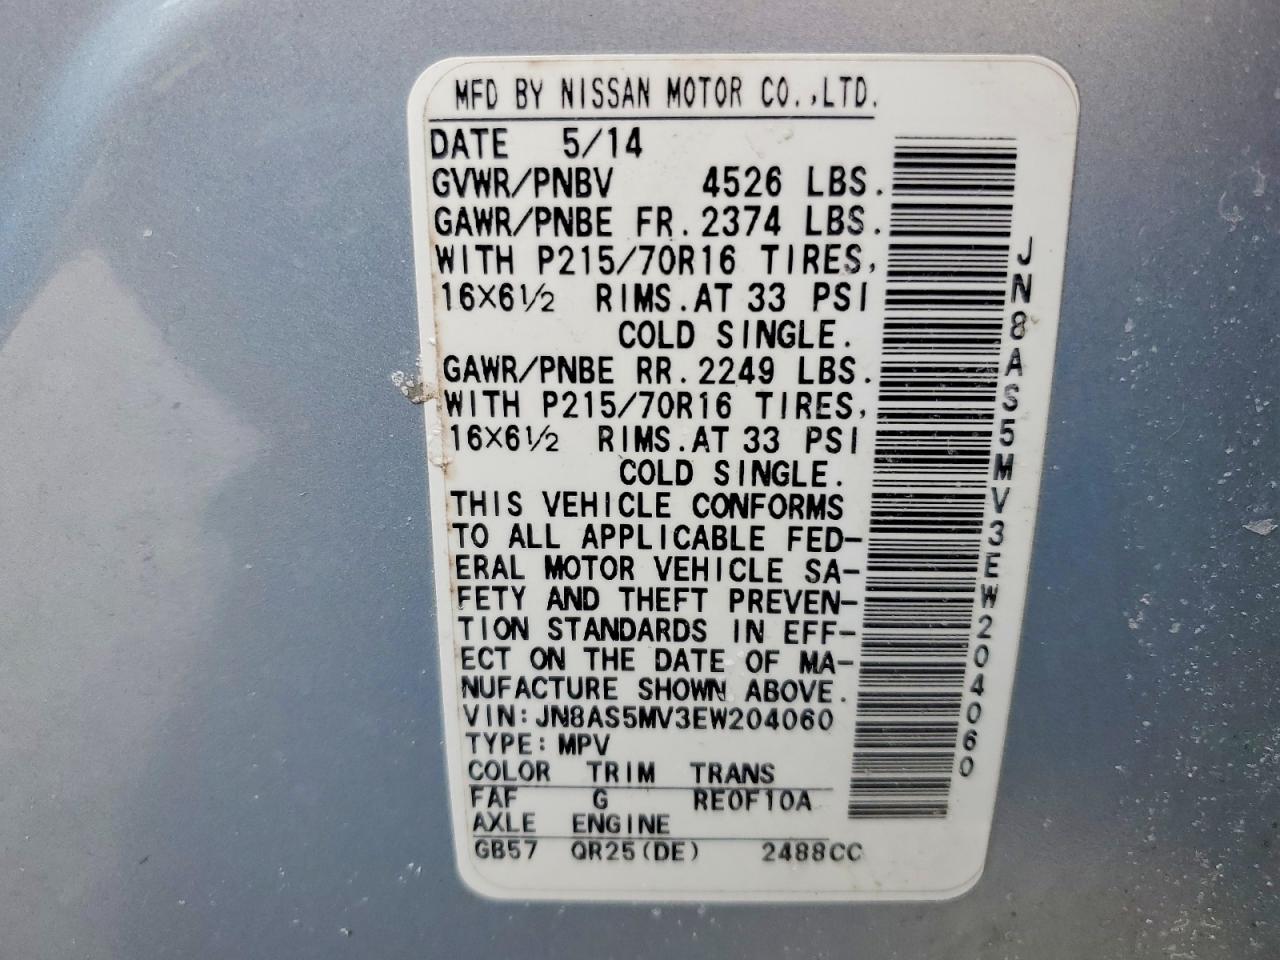 MFD BY NISSAN MOTOR CO.,LTD.
DATE 5/14
GVWR/PNBV 4526 LBS.
GAWR/PNBE FR. 2374 LBS.
WITH P215/70R16 TIRES,
16X6½ RIMS. AT 33 PSI
COLD SINGLE.
GAWR/PNBE RR. 2249 LBS.
WITH P215/70R16 TIRES,
16X6½ RIMS. AT 33 PSI
COLD SINGLE.
THIS VEHICLE CONFORMS
TO ALL APPLICABLE FED-
ERAL MOTOR VEHICLE SA-
FETY AND THEFT PREVEN-
TION STANDARDS IN EFF-
ECT ON THE DATE OF MA-
NUFACTURE SHOWN ABOVE.
VIN: JN8AS5MV3EW204060
TYPE: MPV
COLOR TRIM TRANS
FAF G RE0F10A
AXLE ENGINE
GB57 QR25(DE) 2488CC
JN8AS5MV3EW204060